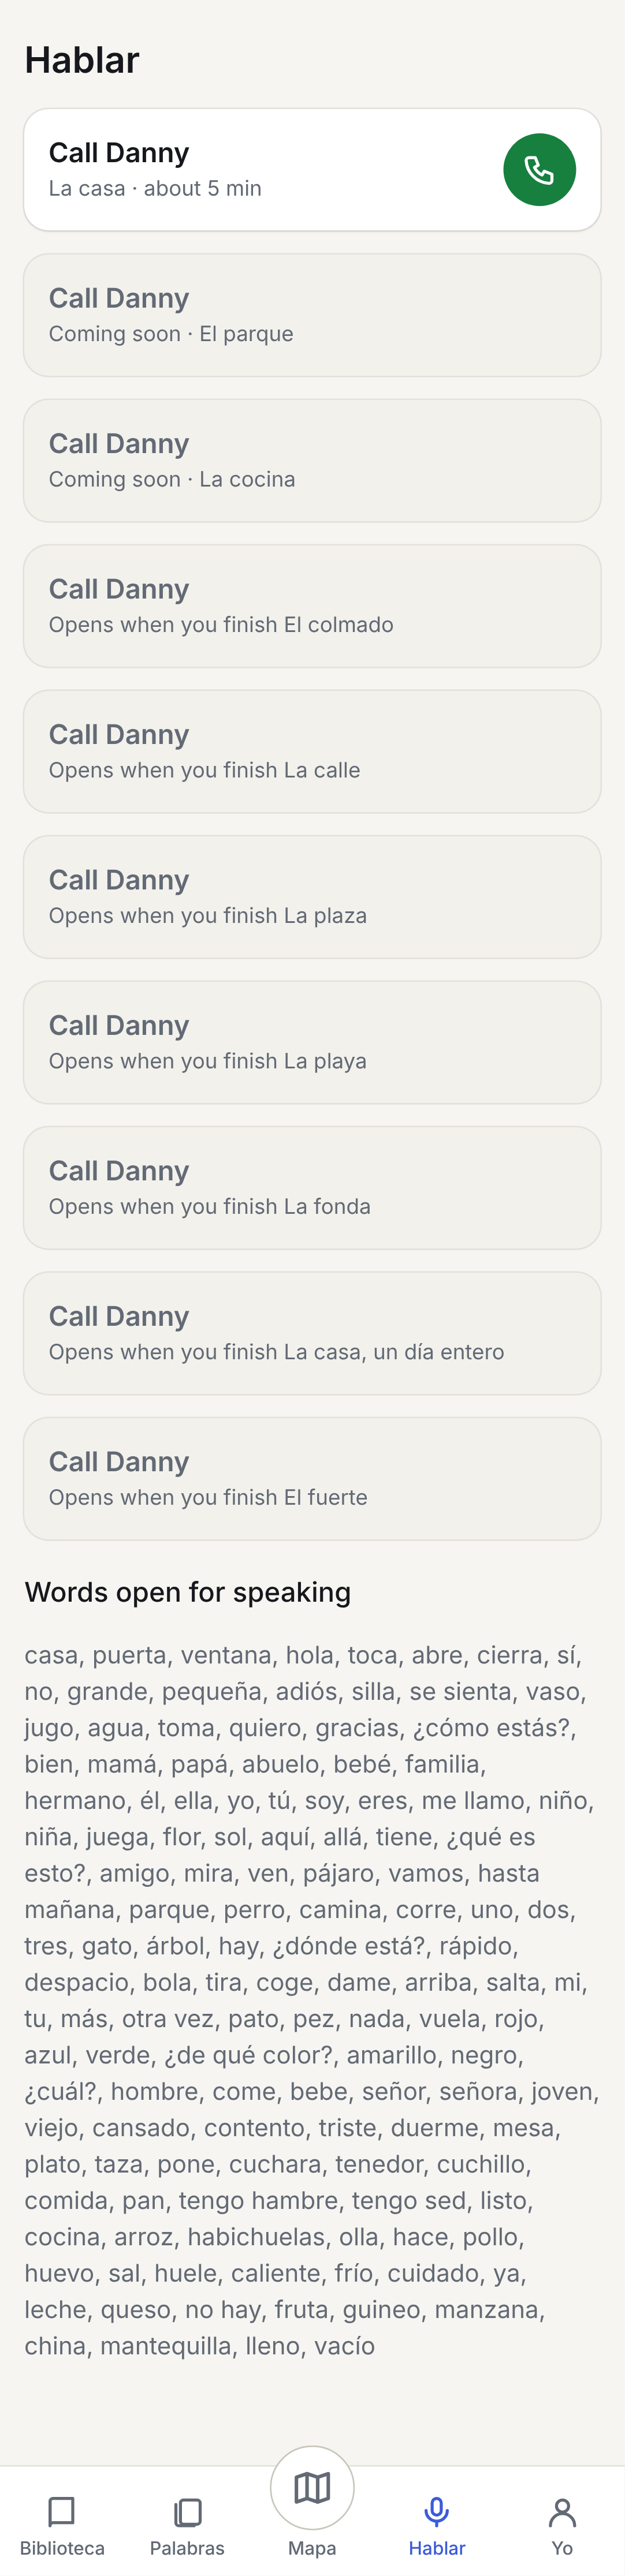 Hablar
Call Danny
La casa · about 5 min
Call Danny
Coming soon · El parque
Call Danny
Coming soon · La cocina
Call Danny
Opens when you finish El colmado
Call Danny
Opens when you finish La calle
Call Danny
Opens when you finish La plaza
Call Danny
Opens when you finish La playa
Call Danny
Opens when you finish La fonda
Call Danny
Opens when you finish La casa, un día entero
Call Danny
Opens when you finish El fuerte
Words open for speaking
casa, puerta, ventana, hola, toca, abre, cierra, sí,
no, grande, pequeña, adiós, silla, se sienta, vaso,
jugo, agua, toma, quiero, gracias, ¿cómo estás?,
bien, mamá, papá, abuelo, bebé, familia,
hermano, él, ella, yo, tú, soy, eres, me llamo, niño,
niña, juega, flor, sol, aquí, allá, tiene, ¿qué es
esto?, amigo, mira, ven, pájaro, vamos, hasta
mañana, parque, perro, camina, corre, uno, dos,
tres, gato, árbol, hay, ¿dónde está?, rápido,
despacio, bola, tira, coge, dame, arriba, salta, mi,
tu, más, otra vez, pato, pez, nada, vuela, rojo,
azul, verde, ¿de qué color?, amarillo, negro,
¿cuál?, hombre, come, bebe, señor, señora, joven,
viejo, cansado, contento, triste, duerme, mesa,
plato, taza, pone, cuchara, tenedor, cuchillo,
comida, pan, tengo hambre, tengo sed, listo,
cocina, arroz, habichuelas, olla, hace, pollo,
huevo, sal, huele, caliente, frío, cuidado, ya,
leche, queso, no hay, fruta, guineo, manzana,
china, mantequilla, lleno, vacío
Biblioteca
Palabras
Mapa
Hablar
Yo